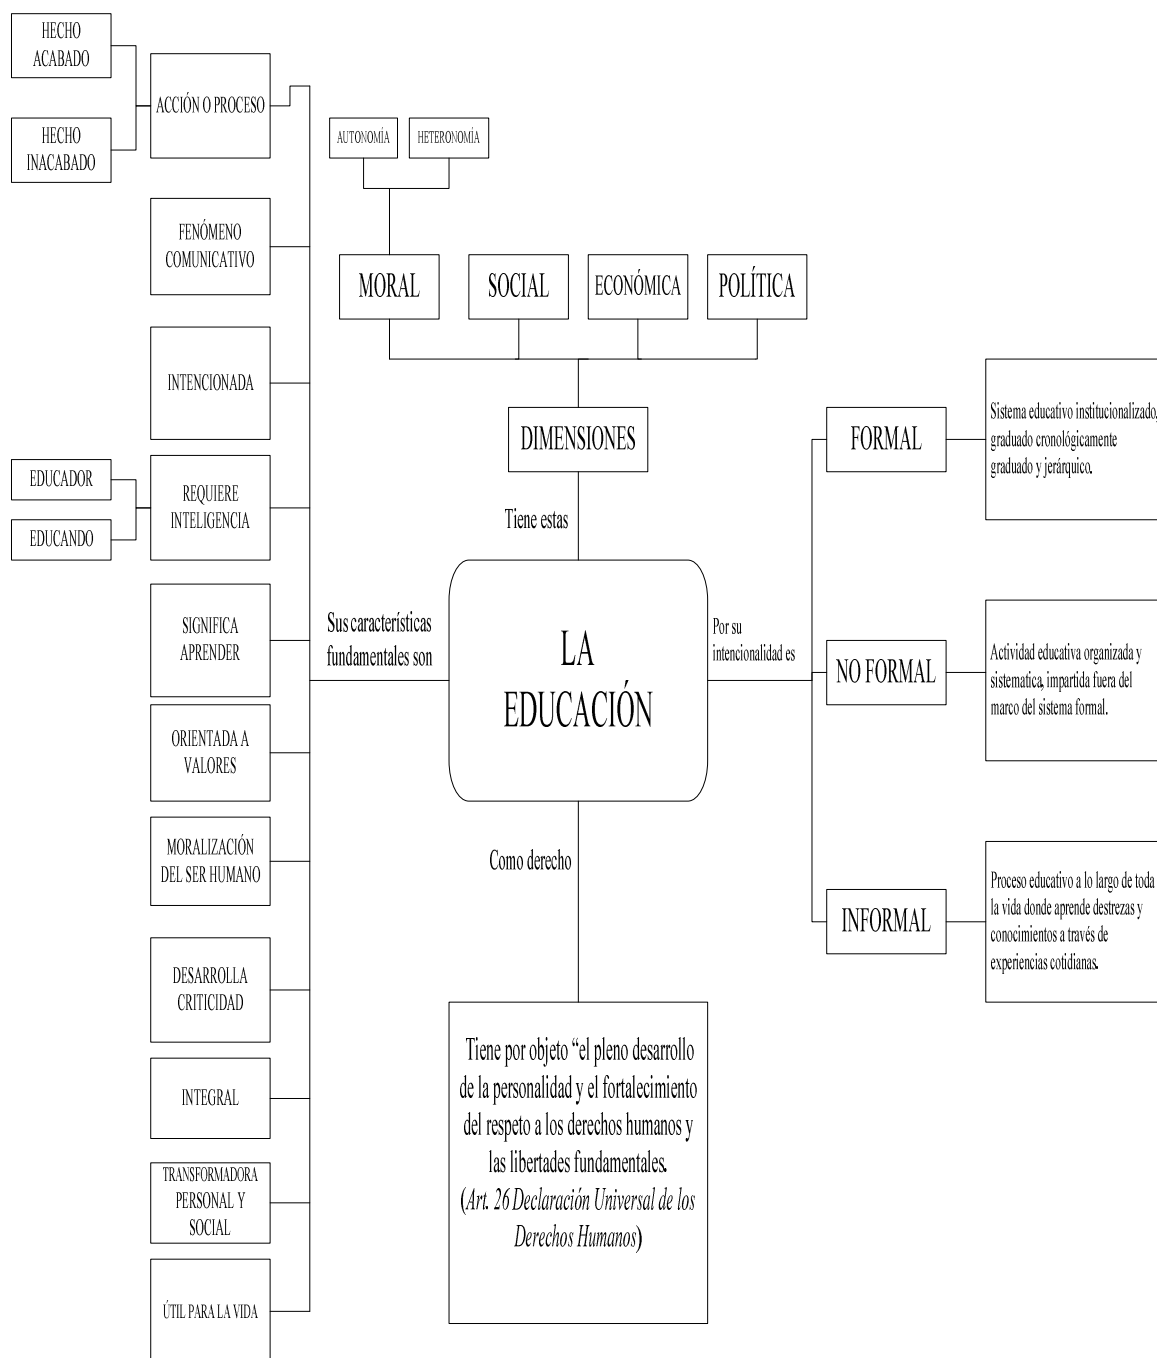 HECHO
ACABADO
HECHO
INACABADO
ACCIÓN O PROCESO
FENÓMENO
COMUNICATIVO
INTENCIONADA
EDUCADOR
EDUCANDO
REQUIERE
INTELIGENCIA
SIGNIFICA
APRENDER
ORIENTADA A
VALORES
MORALIZACIÓN
DEL SER HUMANO
DESARROLLA
CRITICIDAD
INTEGRAL
TRANSFORMADORA
PERSONAL Y
SOCIAL
ÚTIL PARA LA VIDA
Sus características
fundamentales son
AUTONOMÍA
HETERONOMÍA
MORAL
SOCIAL
ECONÓMICA
POLÍTICA
DIMENSIONES
Tiene estas
LA
EDUCACIÓN
Como derecho
Tiene por objeto “el pleno desarrollo
de la personalidad y el fortalecimiento
del respeto a los derechos humanos y
las libertades fundamentales.
(Art. 26 Declaración Universal de los
Derechos Humanos)
Por su
intencionalidad es
FORMAL
Sistema educativo institucionalizado,
graduado cronológicamente
graduado y jerárquico.
NO FORMAL
Actividad educativa organizada y
sistematica, impartida fuera del
marco del sistema formal.
INFORMAL
Proceso educativo a lo largo de toda
la vida donde aprende destrezas y
conocimientos a través de
experiencias cotidianas.